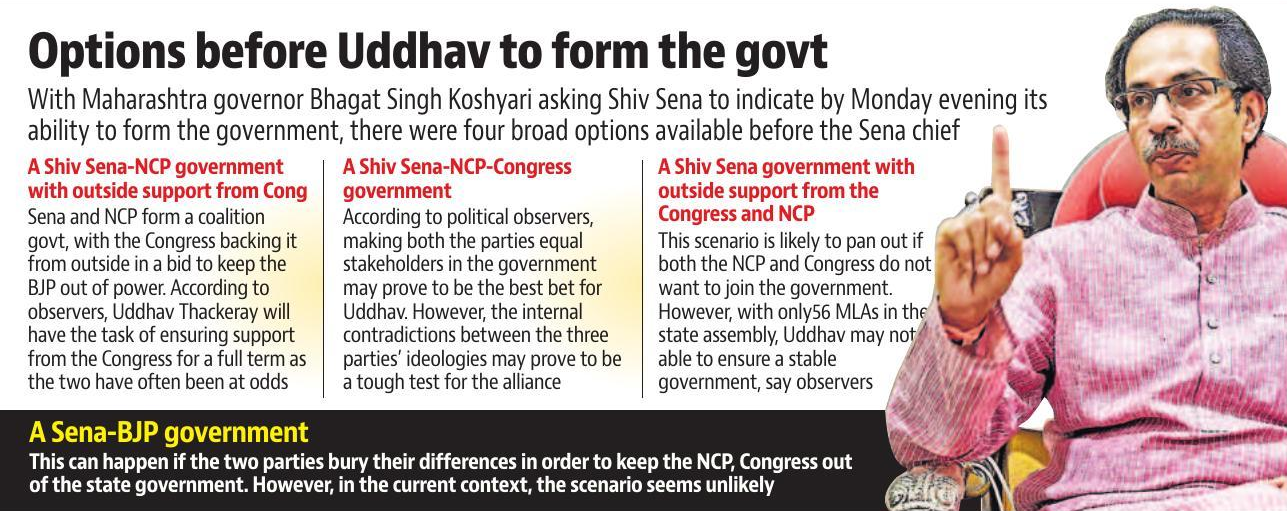 Options before Uddhav to form the govt
With Maharashtra governor Bhagat Singh Koshyari asking Shiv Sena to indicate by Monday evening its
ability to form the government, there were four broad options available before the Sena chief
A Shiv Sena-NCP government
with outside support from Cong
Sena and NCP form a coalition
govt, with the Congress backing it
from outside in a bid to keep the
BJP out of power. According to
observers, Uddhav Thackeray will
have the task of ensuring support
from the Congress for a full term as
the two have often been at odds
A Shiv Sena-NCP-Congress
government
According to political observers,
making both the parties equal
stakeholders in the government
may prove to be the best bet for
Uddhav. However, the internal
contradictions between the three
parties’ ideologies may prove to be
a tough test for the alliance
A Shiv Sena government with
outside support from the
Congress and NCP
This scenario is likely to pan out if
both the NCP and Congress do not
want to join the government.
However, with only56 MLAs in the
state assembly, Uddhav may not
able to ensure a stable
government, say observers
A Sena-BJP government
This can happen if the two parties bury their differences in order to keep the NCP, Congress out
of the state government. However, in the current context, the scenario seems unlikely